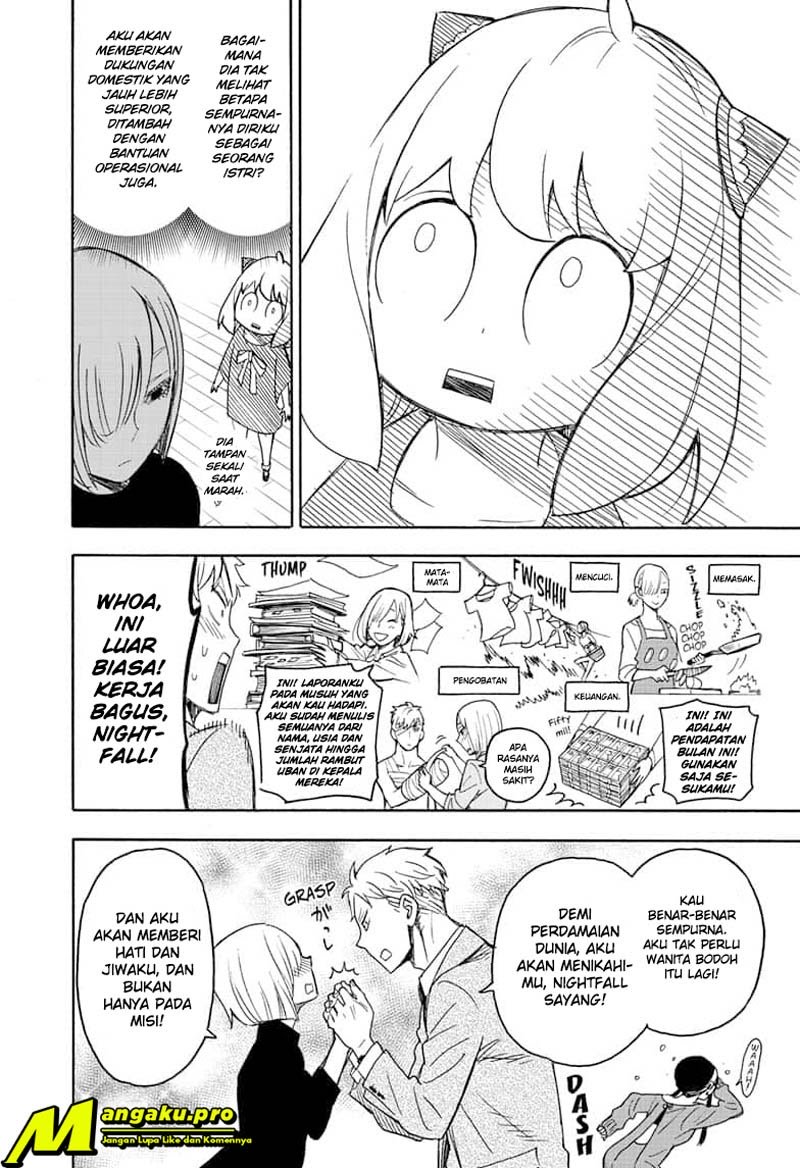 BAGAI-
MANA
DIA TAK
MELIHAT
BETAPA
SEMPURNA-
NYA DIRIKU
SEBAGAI
SEORANG
ISTRI?
AKU AKAN
MEMBERIKAN
DUKUNGAN
DOMESTIK YANG
JAUH LEBIH
SUPERIOR,
DITAMBAH
DENGAN
BANTUAN
OPERASIONAL
JUGA.
DIA
TAMPAN
SEKALI
SAAT
MARAH.
MEMASAK.
SIZZLE
CHOP
CHOP
CHOP
MENCUCI.
FWISHHH
INI! INI
ADALAH
PENDAPATAN
BULAN INI!
GUNAKAN
SAJA SE-
SUKAMU!
KEUANGAN.
Fifty
mil!
PENGOBATAN
APA
RASANYA
MASIH
SAKIT?
MATA-
MATA
THUMP
INI! LAPORANKU
PADA MUSUH YANG
AKAN KAU HADAPI.
AKU SUDAH MENULIS
SEMUANYA DARI
NAMA, USIA DAN
SENJATA HINGGA
JUMLAH RAMBUT
UBAN DI KEPALA
MEREKA!
WHOA,
INI
LUAR
BIASA!
KERJA
BAGUS,
NIGHT-
FALL!
KAU
BENAR-BENAR
SEMPURNA.
AKU TAK PERLU
WANITA BODOH
ITU LAGI!
DEMI
PERDAMAIAN
DUNIA, AKU
AKAN MENIKAHI-
MU, NIGHTFALL
SAYANG!
WAAAH!
DASH
GRASP
がっし
DAN AKU
AKAN MEMBERI
HATI DAN
JIWAKU, DAN
BUKAN
HANYA PADA
MISI!
Mangaku.pro
Jangan Lupa Like dan Komennya